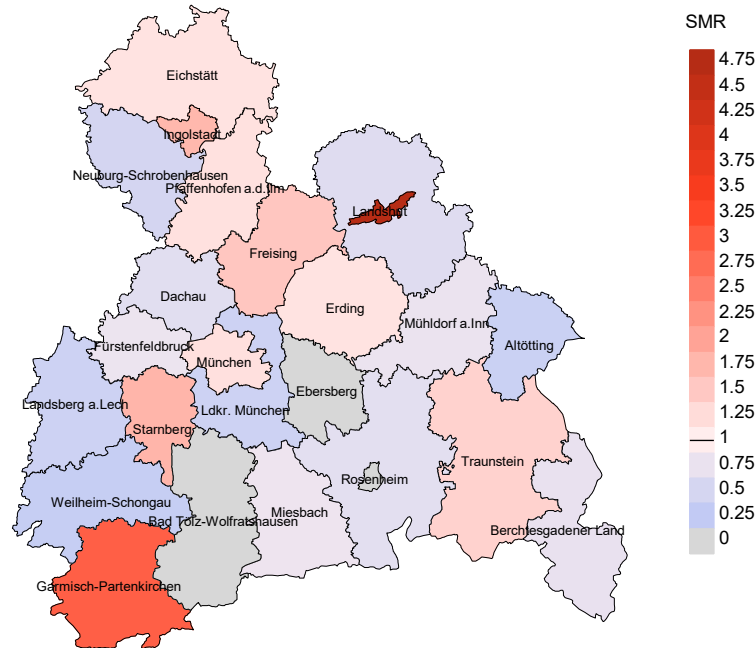 SMR
4.75
4.5
4.25
4
3.75
3.5
3.25
3
2.75
2.5
2.25
2
1.75
1.5
1.25
1
0.75
0.5
0.25
0
Eichstätt
Ingolstadt
Neuburg-Schrobenhausen
Pfaffenhofen a.d.Ilm
Landshut
Freising
Dachau
Erding
Mühldorf a.Inn
Altötting
Fürstenfeldbruck
München
Ebersberg
Landsberg a.Lech
Ldkr. München
Starnberg
Traunstein
Rosenheim
Weilheim-Schongau
Miesbach
Bad Tölz-Wolfratshausen
Berchtesgadener Land
Garmisch-Partenkirchen